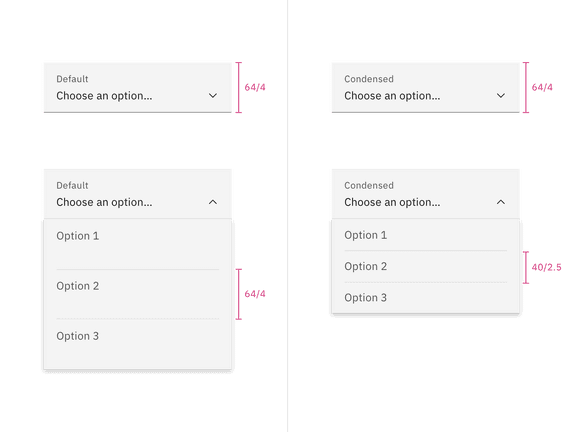 Default
Choose an option...
64/4
Default
Choose an option...
Option 1
Option 2
64/4
Option 3
Condensed
Choose an option...
64/4
Condensed
Choose an option...
Option 1
Option 2
40/2.5
Option 3